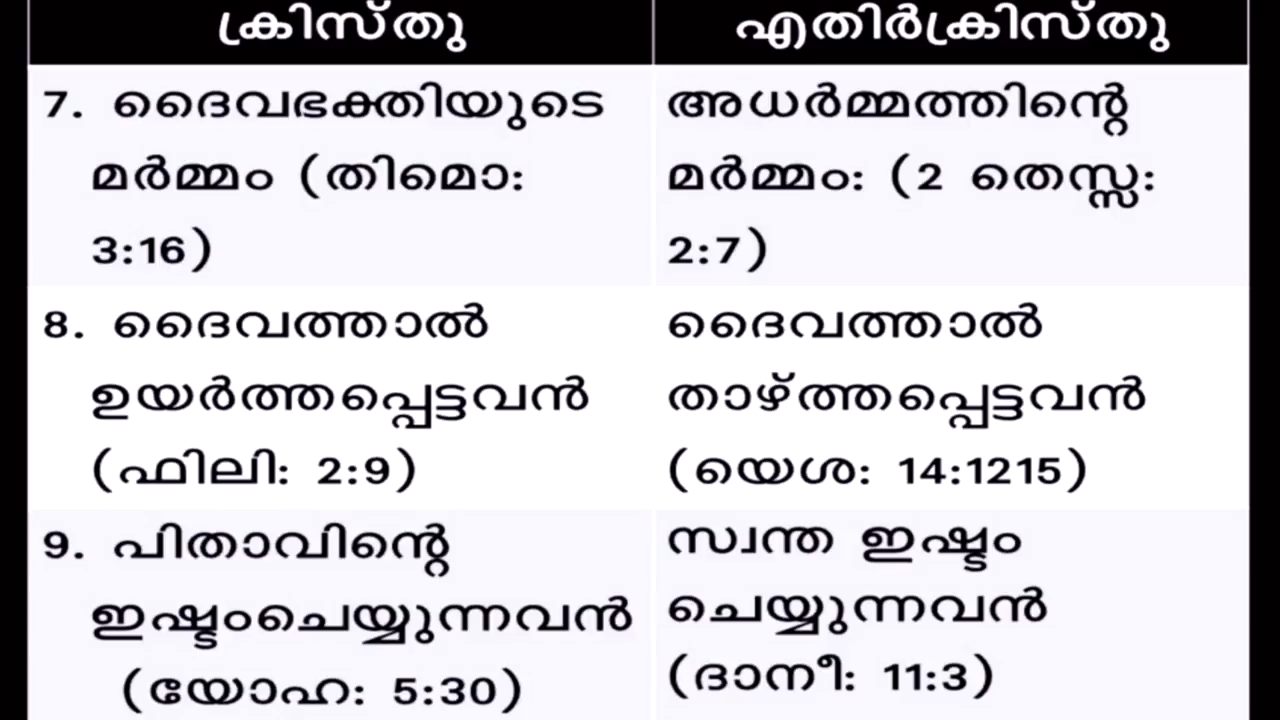 ക്രിസ്തു
എതിർക്രിസ്തു
7. ദൈവഭക്തിയുടെ
മർമ്മം (തിമൊ:
3:16)
അധർമ്മത്തിന്റെ
മർമ്മം: (2 തെസ്സ:
2:7)
8. ദൈവത്താൽ
ഉയർത്തപ്പെട്ടവൻ
(ഫിലി: 2:9)
ദൈവത്താൽ
താഴ്ത്തപ്പെട്ടവൻ
(യെശ: 14:1215)
9. പിതാവിന്റെ
ഇഷ്ടംചെയ്യുന്നവൻ
(യോഹ: 5:30)
സ്വന്ത ഇഷ്ടം
ചെയ്യുന്നവൻ
(ദാനീ: 11:3)